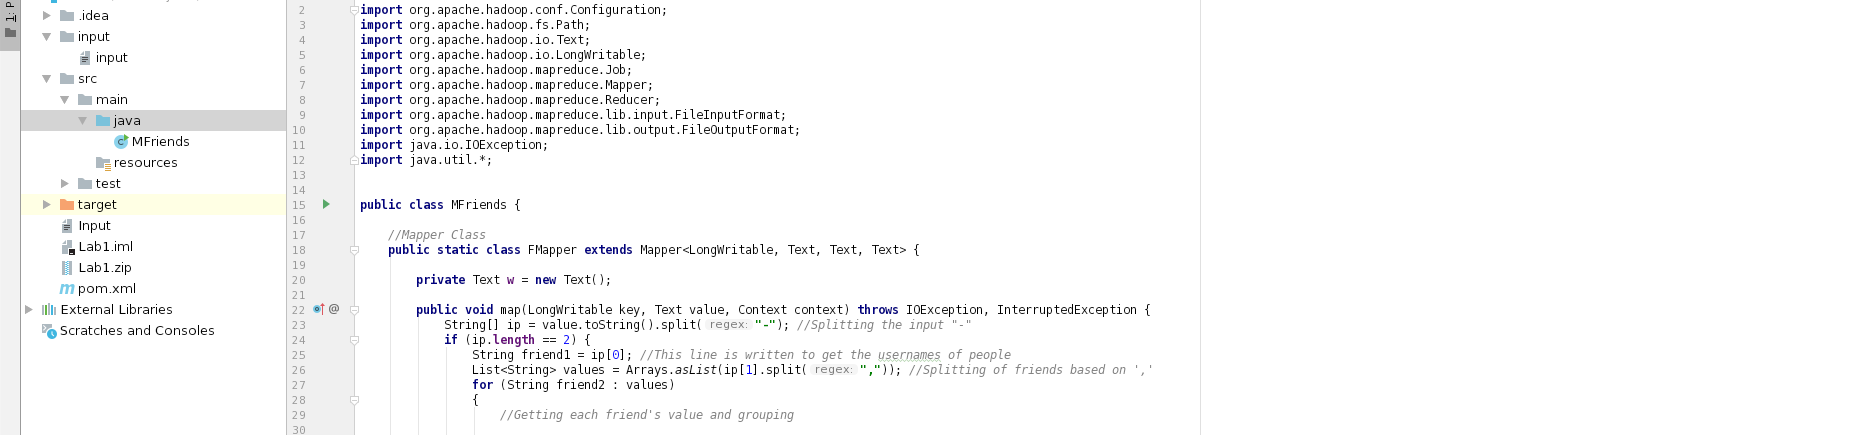 1: P
.idea
input
input
src
main
java
MFriends
resources
test
target
Input
Lab1.iml
Lab1.zip
pom.xml
External Libraries
Scratches and Consoles
2 import org.apache.hadoop.conf.Configuration;
3 import org.apache.hadoop.fs.Path;
4 import org.apache.hadoop.io.Text;
5 import org.apache.hadoop.io.LongWritable;
6 import org.apache.hadoop.mapreduce.Job;
7 import org.apache.hadoop.mapreduce.Mapper;
8 import org.apache.hadoop.mapreduce.Reducer;
9 import org.apache.hadoop.mapreduce.lib.input.FileInputFormat;
10 import org.apache.hadoop.mapreduce.lib.output.FileOutputFormat;
11 import java.io.IOException;
12 import java.util.*;
13
14
15 public class MFriends {
16
17 //Mapper Class
18 public static class FMapper extends Mapper<LongWritable, Text, Text, Text> {
19
20 private Text w = new Text();
21
22 @ public void map(LongWritable key, Text value, Context context) throws IOException, InterruptedException {
23 String[] ip = value.toString().split( regex: "-"); //Splitting the input "-"
24 if (ip.length == 2) {
25 String friend1 = ip[0]; //This line is written to get the usernames of people
26 List<String> values = Arrays.asList(ip[1].split( regex: ",")); //Splitting of friends based on ','
27 for (String friend2 : values)
28 {
29 //Getting each friend's value and grouping
30